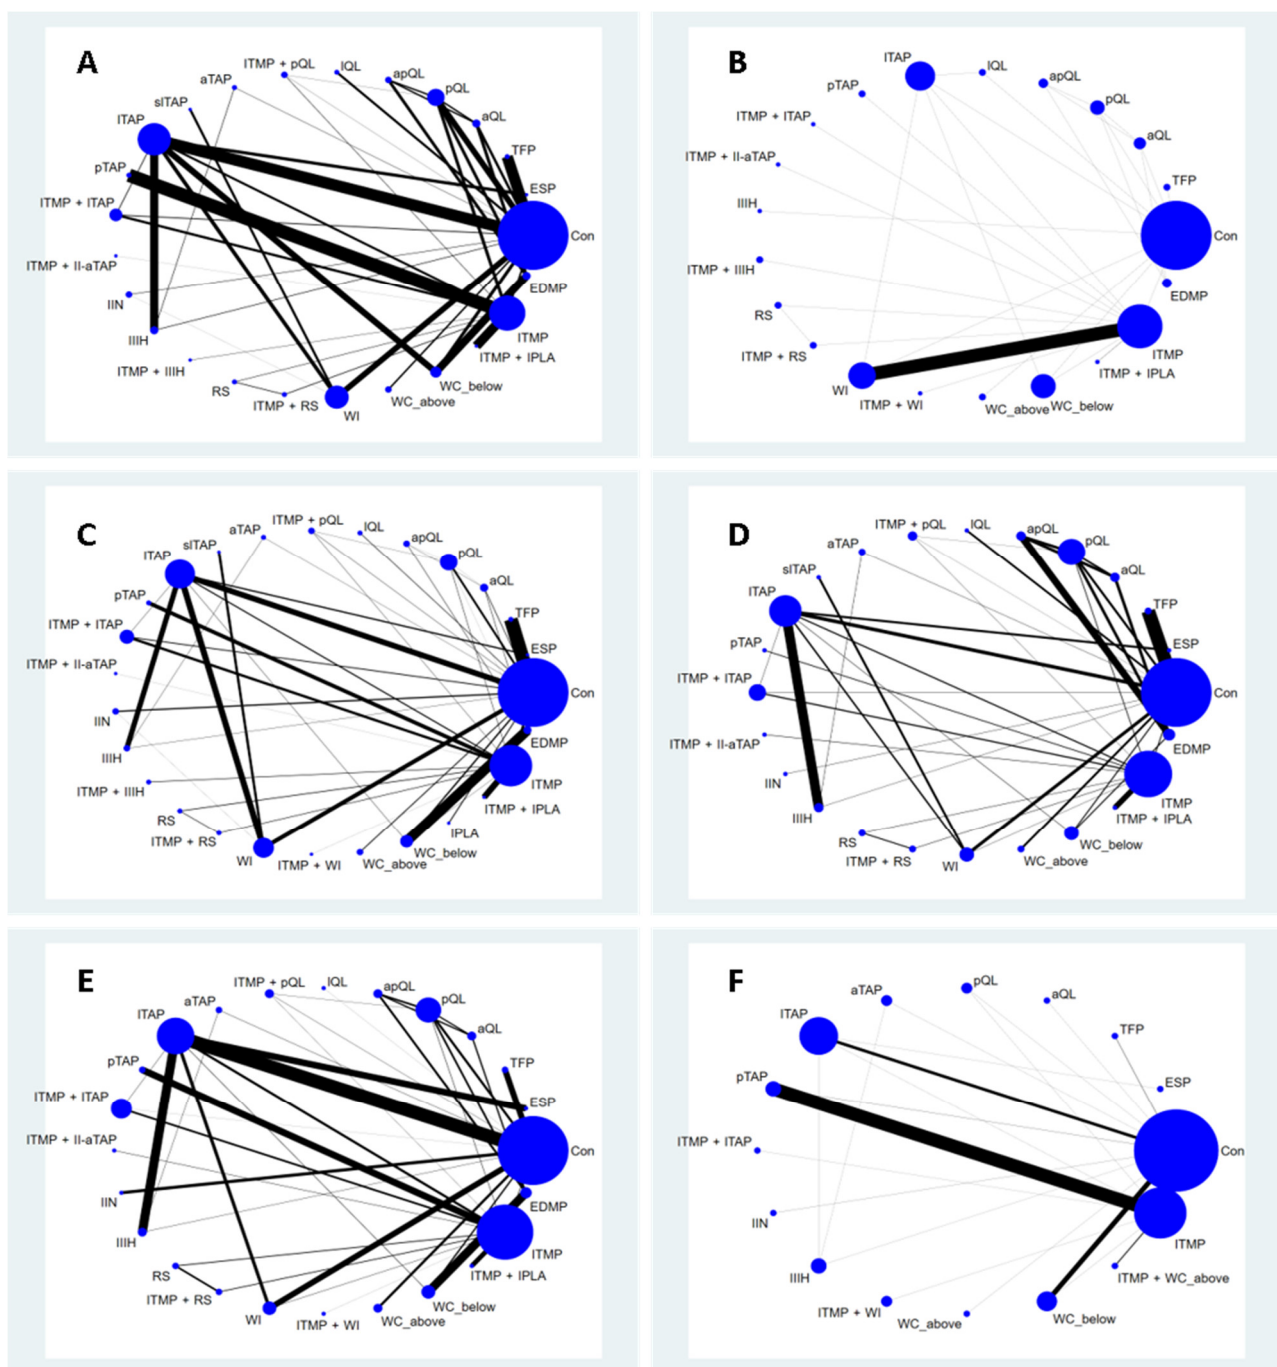 A
ITMP + pQL
IQL
apQL
pQL
aQL
TFP
ESP
Con
EDMP
ITMP
ITMP + IPLA
WC_below
WC_above
WI
ITMP + RS
RS
ITMP + IIIH
IIIH
IIN
ITMP + II-aTAP
ITMP + ITAP
pTAP
ITAP
sITAP
aTAP
B
ITAP
IQL
apQL
pQL
aQL
TFP
Con
EDMP
ITMP
ITMP + IPLA
WC_below
WC_above
ITMP + WI
WI
ITMP + RS
RS
ITMP + IIIH
IIIH
ITMP + II-aTAP
ITMP + ITAP
pTAP
C
ITMP + pQL
IQL
apQL
pQL
aQL
TFP
ESP
Con
EDMP
ITMP
ITMP + IPLA
IPLA
WC_below
WC_above
ITMP + WI
WI
ITMP + RS
RS
ITMP + IIIH
IIIH
IIN
ITMP + II-aTAP
ITMP + ITAP
pTAP
ITAP
sITAP
aTAP
D
ITMP + pQL
IQL
apQL
pQL
aQL
TFP
ESP
Con
EDMP
ITMP
ITMP + IPLA
WC_below
WC_above
WI
ITMP + RS
RS
IIIH
IIN
ITMP + II-aTAP
ITMP + ITAP
pTAP
ITAP
sITAP
aTAP
E
ITMP + pQL
IQL
apQL
pQL
aQL
TFP
ESP
Con
EDMP
ITMP
ITMP + IPLA
WC_below
WC_above
ITMP + WI
WI
ITMP + RS
RS
IIIH
IIN
ITMP + II-aTAP
ITMP + ITAP
pTAP
ITAP
aTAP
F
aTAP
pQL
aQL
TFP
ESP
Con
ITMP
ITMP + WC_above
WC_below
WC_above
ITMP + WI
IIIH
IIN
ITMP + ITAP
pTAP
ITAP